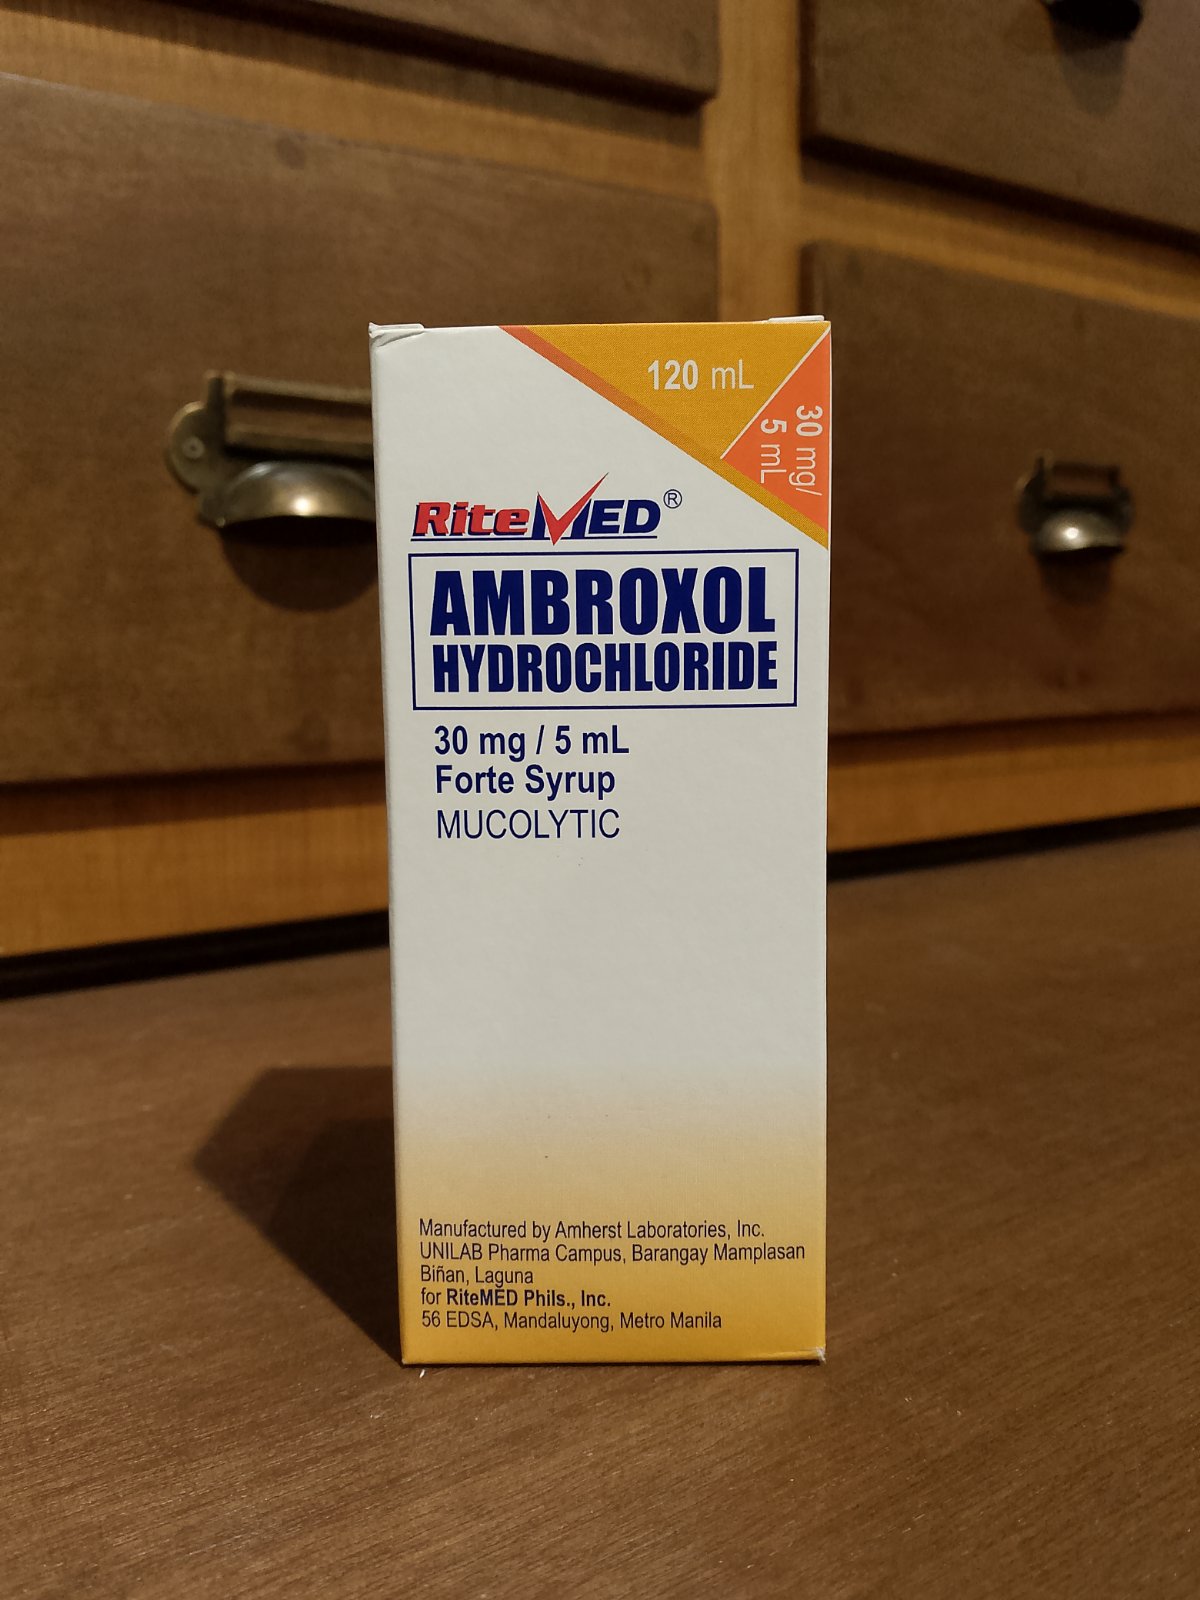 120 mL
30 mg/
5 mL
RiteMED®
AMBROXOL
HYDROCHLORIDE
30 mg / 5 mL
Forte Syrup
MUCOLYTIC
Manufactured by Amherst Laboratories, Inc.
UNILAB Pharma Campus, Barangay Mamplasan
Biñan, Laguna
for RiteMED Phils., Inc.
56 EDSA, Mandaluyong, Metro Manila